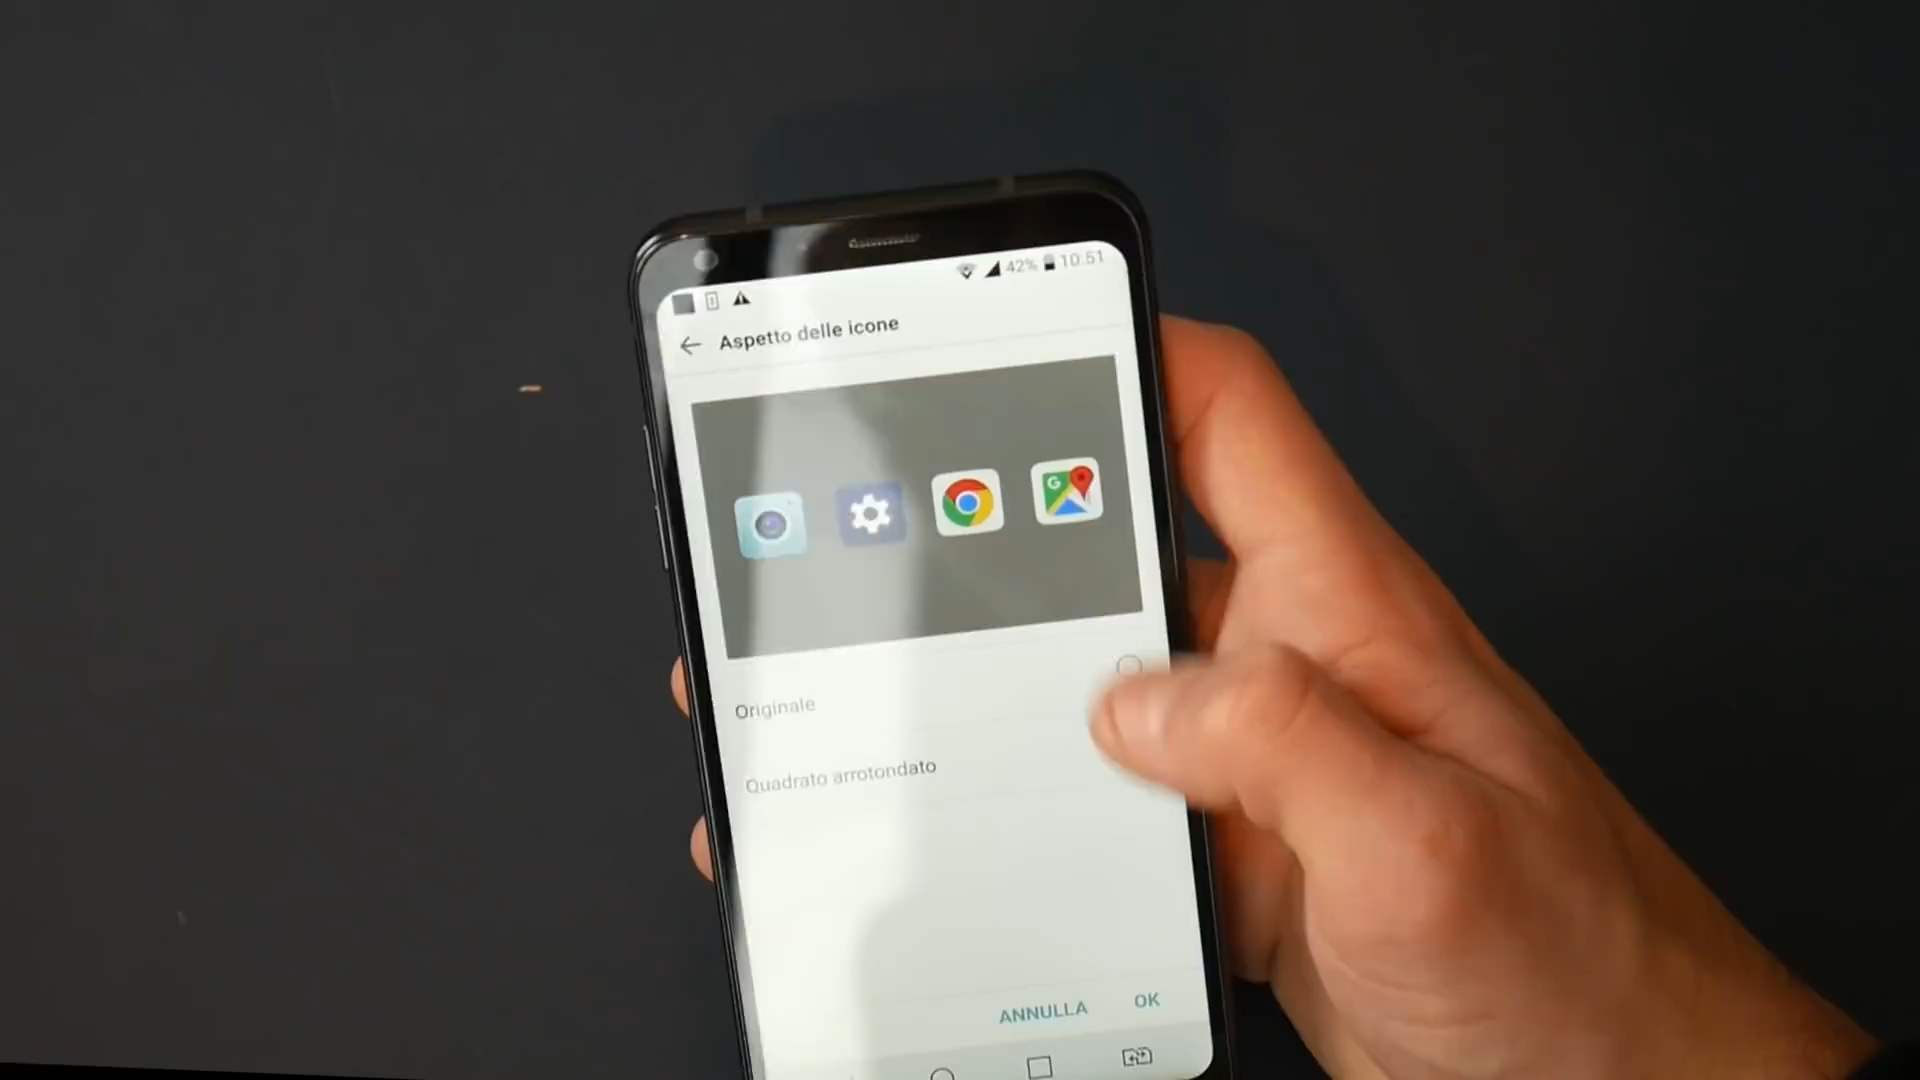 42% 10:51
Aspetto delle icone
G
Originale
Quadrato arrotondato
ANNULLA OK